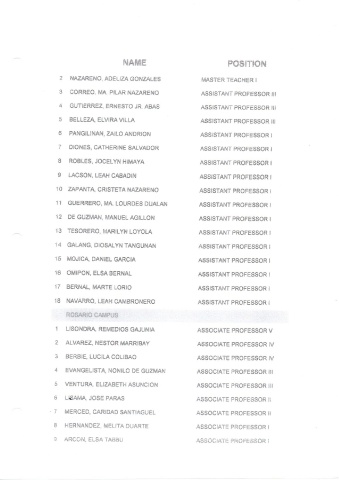 NAME POSITION
2 NAZARENO, ADELIZA GONZALES MASTER TEACHER I
3 CORREO, MA. PILAR NAZARENO ASSISTANT PROFESSOR III
4 GUTIERREZ, ERNESTO JR. ABAS ASSISTANT PROFESSOR III
5 BELLEZA, ELVIRA VILLA ASSISTANT PROFESSOR III
6 PANGILINAN, ZAILO ANDRION ASSISTANT PROFESSOR I
7 DIONES, CATHERINE SALVADOR ASSISTANT PROFESSOR I
8 ROBLES, JOCELYN HIMAYA ASSISTANT PROFESSOR I
9 LACSON, LEAH CABADIN ASSISTANT PROFESSOR I
10 ZAPANTA, CRISTETA NAZARENO ASSISTANT PROFESSOR I
11 GUERRERO, MA. LOURDES DUALAN ASSISTANT PROFESSOR I
12 DE GUZMAN, MANUEL AGILLON ASSISTANT PROFESSOR I
13 TESORERO, MARILYN LOYOLA ASSISTANT PROFESSOR I
14 GALANG, DIOSALYN TANGUNAN ASSISTANT PROFESSOR I
15 MOJICA, DANIEL GARCIA ASSISTANT PROFESSOR I
16 OMIPON, ELSA BERNAL ASSISTANT PROFESSOR I
17 BERNAL, MARTE LORIO ASSISTANT PROFESSOR I
18 NAVARRO, LEAH CAMBRONERO ASSISTANT PROFESSOR I
ROSARIO CAMPUS
1 LISONDRA, REMEDIOS GAJUNIA ASSOCIATE PROFESSOR V
2 ALVAREZ, NESTOR MARRIBAY ASSOCIATE PROFESSOR IV
3 BERBIE, LUCILA COLIBAO ASSOCIATE PROFESSOR IV
4 EVANGELISTA, NONILO DE GUZMAN ASSOCIATE PROFESSOR III
5 VENTURA, ELIZABETH ASUNCION ASSOCIATE PROFESSOR III
6 JOSE PARAS ASSOCIATE PROFESSOR II
7 MERCED, CARIDAD SANTIAGUEL ASSOCIATE PROFESSOR I
8 HERNANDEZ, MELITA DUARTE ASSOCIATE PROFESSOR I
9 ARCON, ELSA ASSOCIATE PROFESSOR I